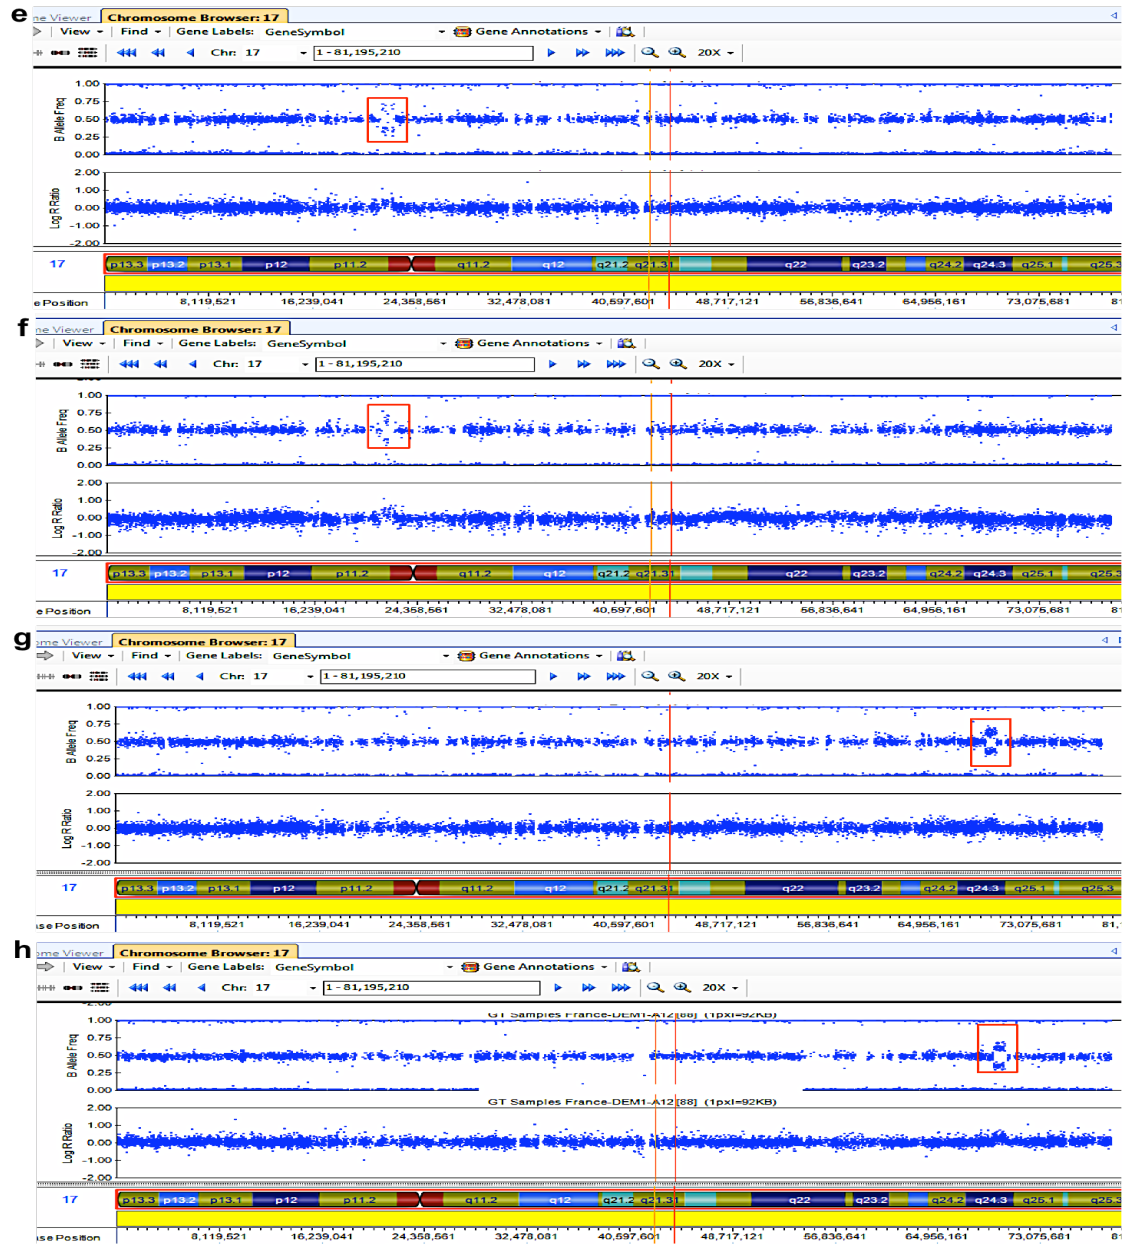 e
me Viewer Chromosome Browser: 17
View Find Gene Labels: GeneSymbol Gene Annotations
Chr: 17 1 - 81,195,210 20X
1.00
0.75
0.50
0.25
0.00
B Allele Freq
2.00
1.00
0.00
-1.00
-2.00
Log R Ratio
17 p13.3 p13.2 p13.1 p12 p11.2 q11.2 q12 q21.2 q21.31 q22 q23.2 q24.2 q24.3 q25.1 q25.3
e Position 8,119,521 16,239,041 24,358,561 32,478,081 40,597,601 48,717,121 56,836,641 64,956,161 73,075,681 81
f
me Viewer Chromosome Browser: 17
View Find Gene Labels: GeneSymbol Gene Annotations
Chr: 17 1 - 81,195,210 20X
1.00
0.75
0.50
0.25
0.00
B Allele Freq
2.00
1.00
0.00
-1.00
-2.00
Log R Ratio
17 p13.3 p13.2 p13.1 p12 p11.2 q11.2 q12 q21.2 q21.31 q22 q23.2 q24.2 q24.3 q25.1 q25.3
e Position 8,119,521 16,239,041 24,358,561 32,478,081 40,597,601 48,717,121 56,836,641 64,956,161 73,075,681 81
g
ome Viewer Chromosome Browser: 17
View Find Gene Labels: GeneSymbol Gene Annotations
Chr: 17 1 - 81,195,210 20X
1.00
0.75
0.50
0.25
0.00
B Allele Freq
2.00
1.00
0.00
-1.00
-2.00
Log R Ratio
17 p13.3 p13.2 p13.1 p12 p11.2 q11.2 q12 q21.2 q21.31 q22 q23.2 q24.2 q24.3 q25.1 q25.3
ase Position 8,119,521 16,239,041 24,358,561 32,478,081 40,597,601 48,717,121 56,836,641 64,956,161 73,075,681 81,
h
ome Viewer Chromosome Browser: 17
View Find Gene Labels: GeneSymbol Gene Annotations
Chr: 17 1 - 81,195,210 20X
GT Samples France-DEM1-A12 [88] (1pxl=92KB)
1.00
0.75
0.50
0.25
0.00
B Allele Freq
GT Samples France-DEM1-A12 [88] (1pxl=92KB)
2.00
1.00
0.00
-1.00
-2.00
Log R Ratio
17 p13.3 p13.2 p13.1 p12 p11.2 q11.2 q12 q21.2 q21.31 q22 q23.2 q24.2 q24.3 q25.1 q25.3
se Position 8,119,521 16,239,041 24,358,561 32,478,081 40,597,601 48,717,121 56,836,641 64,956,161 73,075,681 81